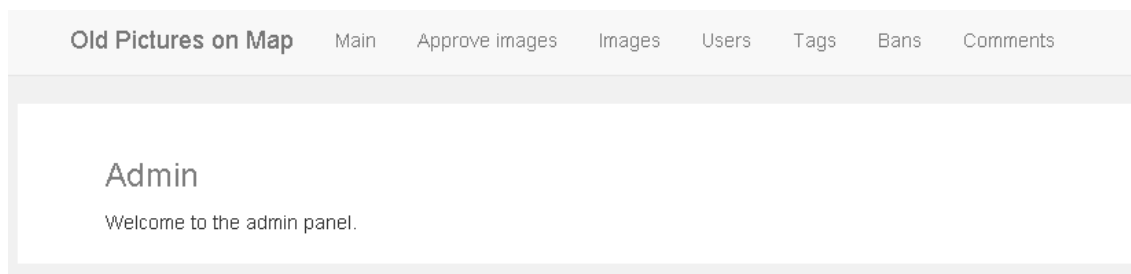 Old Pictures on Map Main Approve images Images Users Tags Bans Comments
Admin
Welcome to the admin panel.